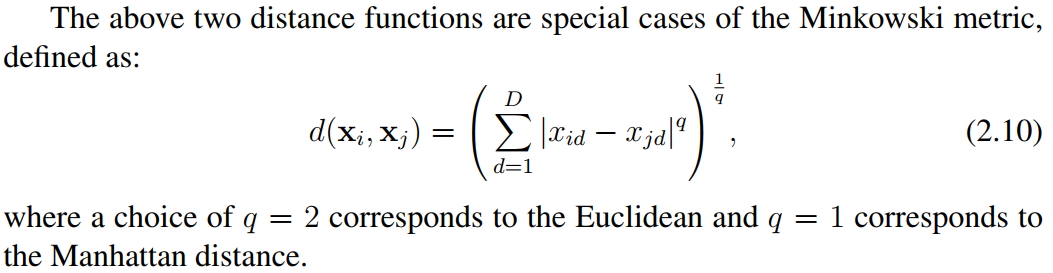 The above two distance functions are special cases of the Minkowski metric,
defined as:
d(x_i, x_j) = ( ∑_{d=1}^{D} |x_{id} − x_{jd}|^q )^{1/q}, (2.10)
where a choice of q = 2 corresponds to the Euclidean and q = 1 corresponds to
the Manhattan distance.